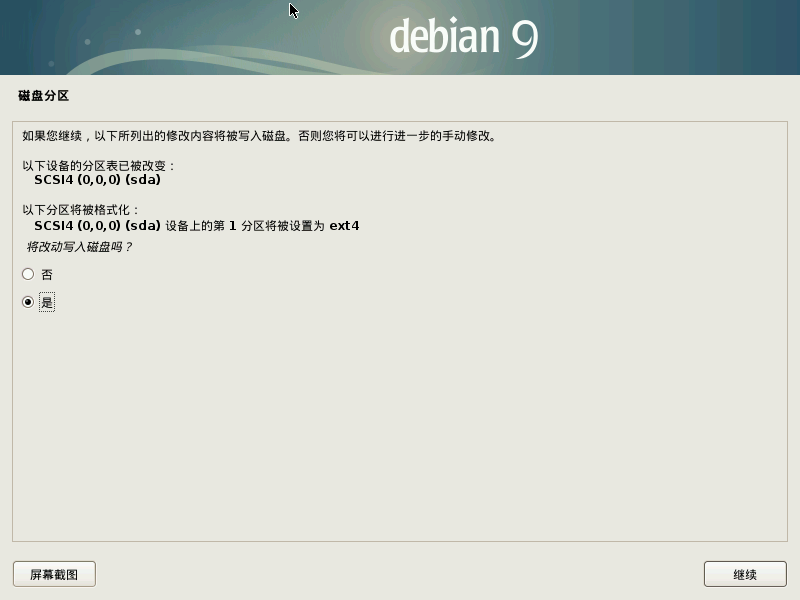 debian 9
磁盘分区
如果您继续，以下所列出的修改内容将被写入磁盘。否则您将可以进行进一步的手动修改。
以下设备的分区表已被改变：
SCSI4 (0,0,0) (sda)
以下分区将被格式化：
SCSI4 (0,0,0) (sda) 设备上的第 1 分区将被设置为 ext4
将改动写入磁盘吗？
否
是
屏幕截图
继续